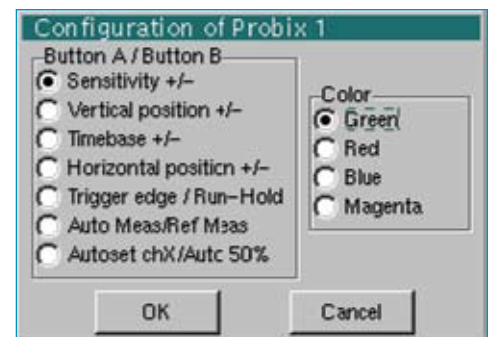 Configuration of Probix 1
Button A / Button B
Sensitivity +/-
Vertical position +/-
Timebase +/-
Horizontal position +/-
Trigger edge / Run-Hold
Auto Meas/Ref Meas
Autoset chX/Auto 50%
Color
Green
Red
Blue
Magenta
OK
Cancel